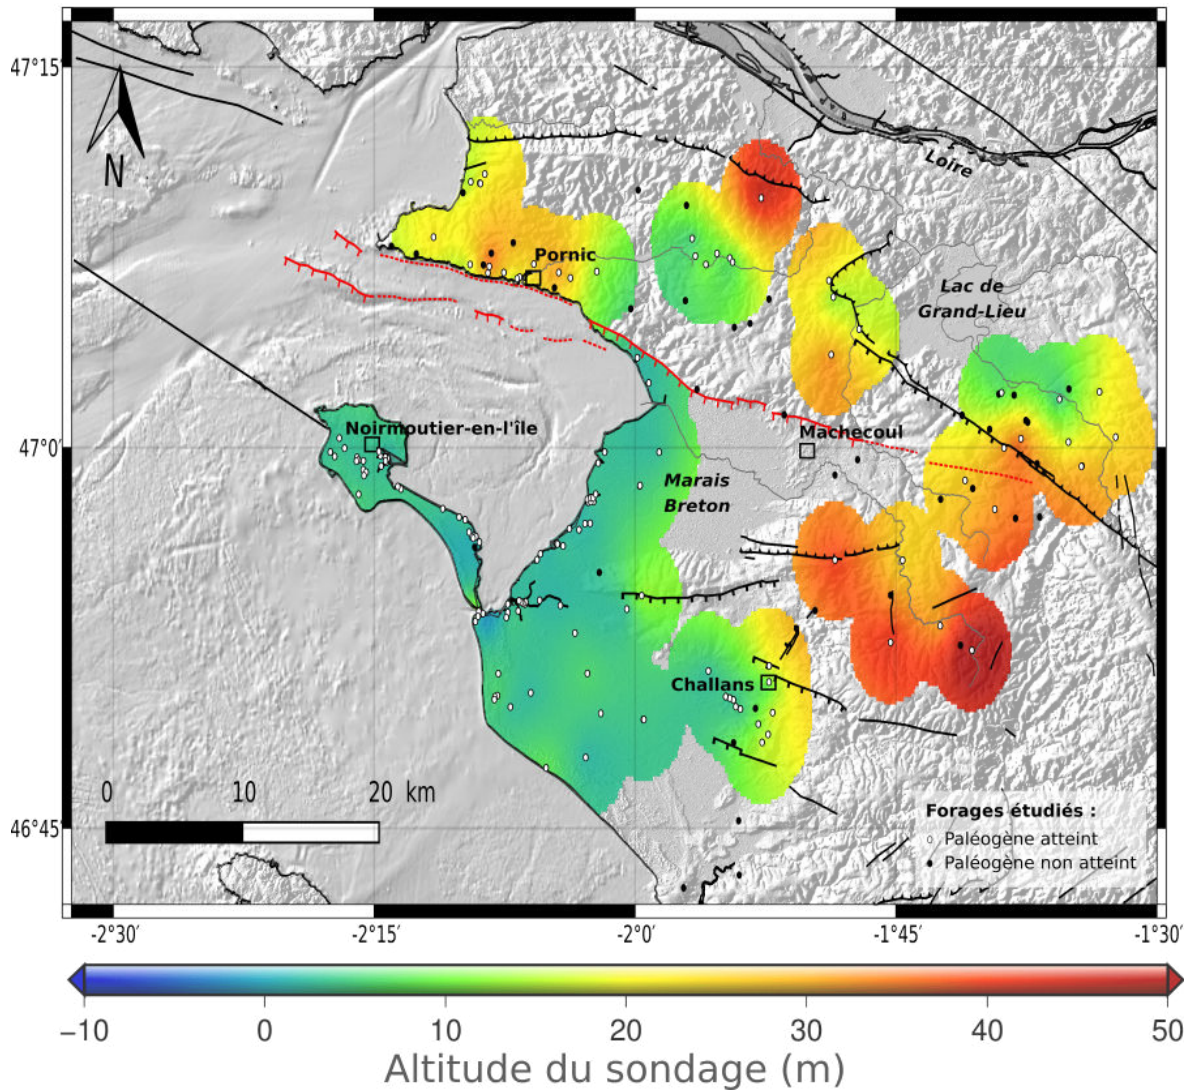 47°15'
N
Loire
Pornic
Lac de
Grand-Lieu
47°0'
Noirmoutier-en-l'île
Machecoul
Marais
Breton
Challans
0 10 20 km
46°45'
Forages étudiés :
Paléogène atteint
Paléogène non atteint
-2°30' -2°15' -2°0' -1°45' -1°30'
−10 0 10 20 30 40 50
Altitude du sondage (m)